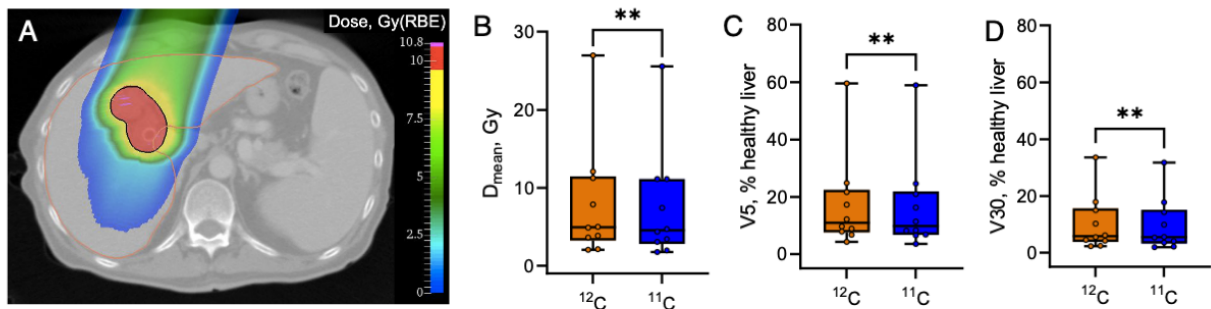 A
Dose, Gy(RBE)
10.8
10
7.5
5
2.5
0
B
**
30
20
10
0
D_mean, Gy
12C
11C
C
**
80
60
40
20
0
V5, % healthy liver
12C
11C
D
**
80
60
40
20
0
V30, % healthy liver
12C
11C